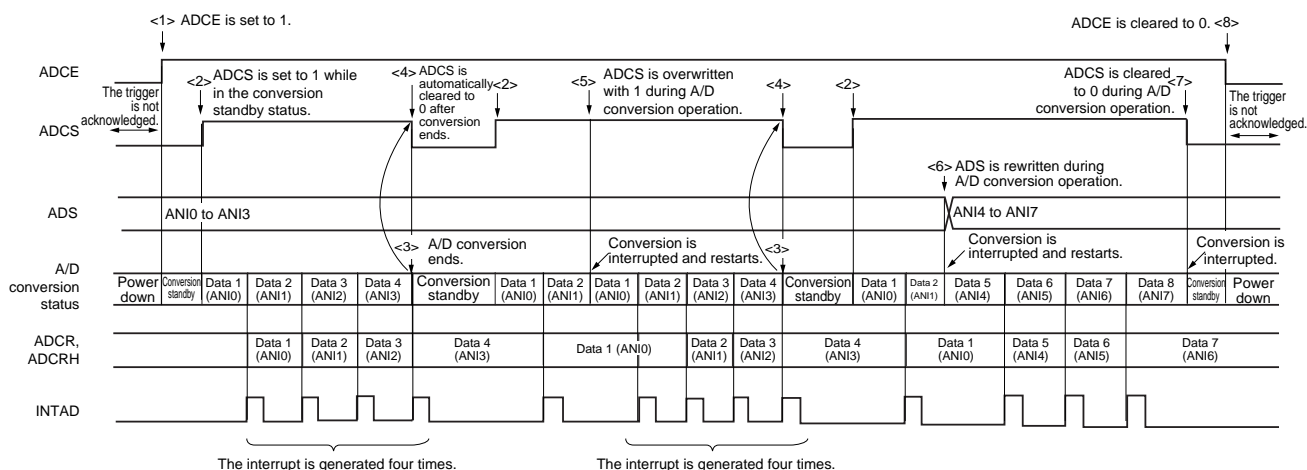 <1> ADCE is set to 1.
ADCE is cleared to 0. <8>
ADCE
The trigger
is not
acknowledged.
<2> ADCS is set to 1 while
in the conversion
standby status.
<4> ADCS is
automatically
cleared to
0 after
conversion
ends.
<2>
<5> ADCS is overwritten
with 1 during A/D
conversion operation.
<4>
<2>
ADCS is cleared <7>
to 0 during A/D
conversion operation.
The trigger
is not
acknowledged.
ADCS
<6> ADS is rewritten during
A/D conversion operation.
ADS
ANI0 to ANI3
ANI4 to ANI7
<3> A/D conversion
ends.
Conversion is
interrupted and restarts.
<3>
Conversion is
interrupted and restarts.
Conversion is
interrupted.
A/D
conversion
status
Power
down
Conversion
standby
Data 1
(ANI0)
Data 2
(ANI1)
Data 3
(ANI2)
Data 4
(ANI3)
Conversion
standby
Data 1
(ANI0)
Data 2
(ANI1)
Data 1
(ANI0)
Data 2
(ANI1)
Data 3
(ANI2)
Data 4
(ANI3)
Conversion
standby
Data 1
(ANI0)
Data 2
(ANI1)
Data 5
(ANI4)
Data 6
(ANI5)
Data 7
(ANI6)
Data 8
(ANI7)
Conversion
standby
Power
down
ADCR,
ADCRH
Data 1
(ANI0)
Data 2
(ANI1)
Data 3
(ANI2)
Data 4
(ANI3)
Data 1 (ANI0)
Data 2
(ANI1)
Data 3
(ANI2)
Data 4
(ANI3)
Data 1
(ANI0)
Data 5
(ANI4)
Data 6
(ANI5)
Data 7
(ANI6)
INTAD
The interrupt is generated four times.
The interrupt is generated four times.